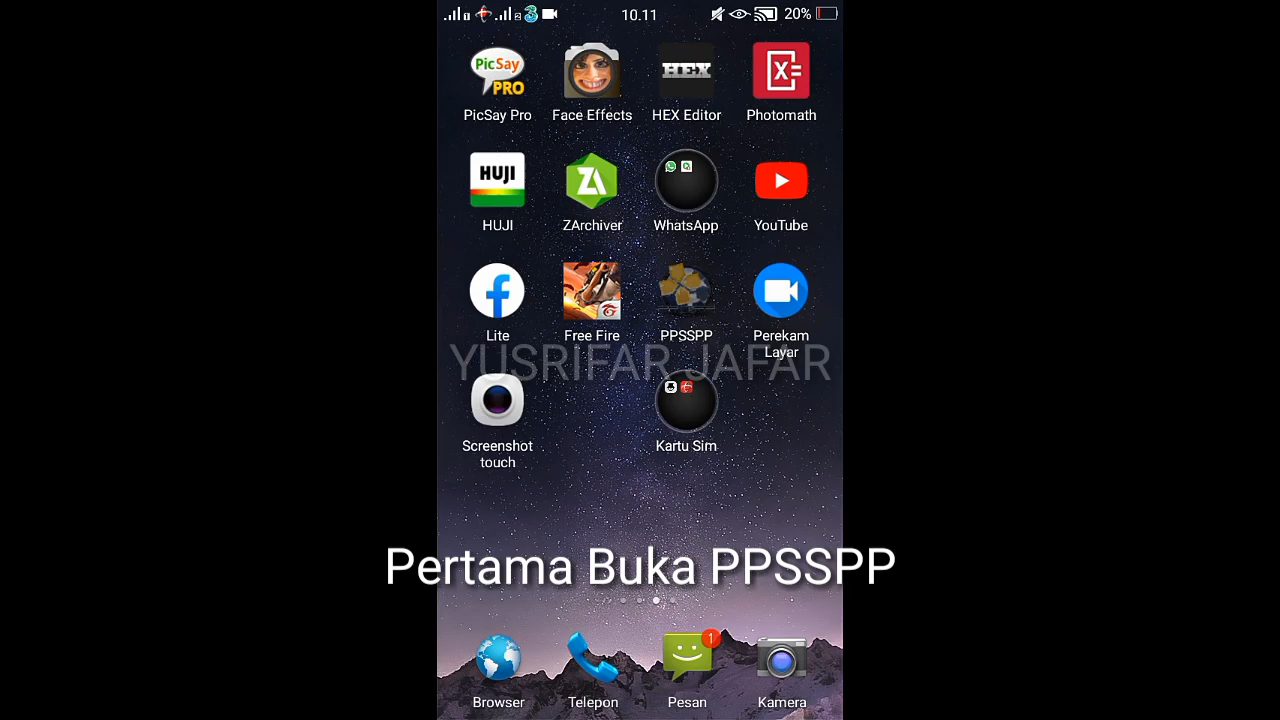 10.11
20%
PicSay
PRO
HEX
X
PicSay Pro
Face Effects
HEX Editor
Photomath
HUJI
ZA
HUJI
ZArchiver
WhatsApp
YouTube
Lite
Free Fire
PPSSPP
Perekam
Layar
YUSRIFAR JAFAR
Screenshot
touch
Kartu Sim
Pertama Buka PPSSPP
1
Browser
Telepon
Pesan
Kamera